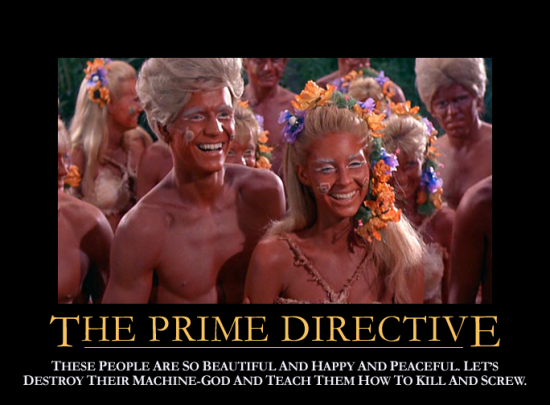 THE PRIME DIRECTIVE
THESE PEOPLE ARE SO BEAUTIFUL AND HAPPY AND PEACEFUL. LET'S
DESTROY THEIR MACHINE-GOD AND TEACH THEM HOW TO KILL AND SCREW.